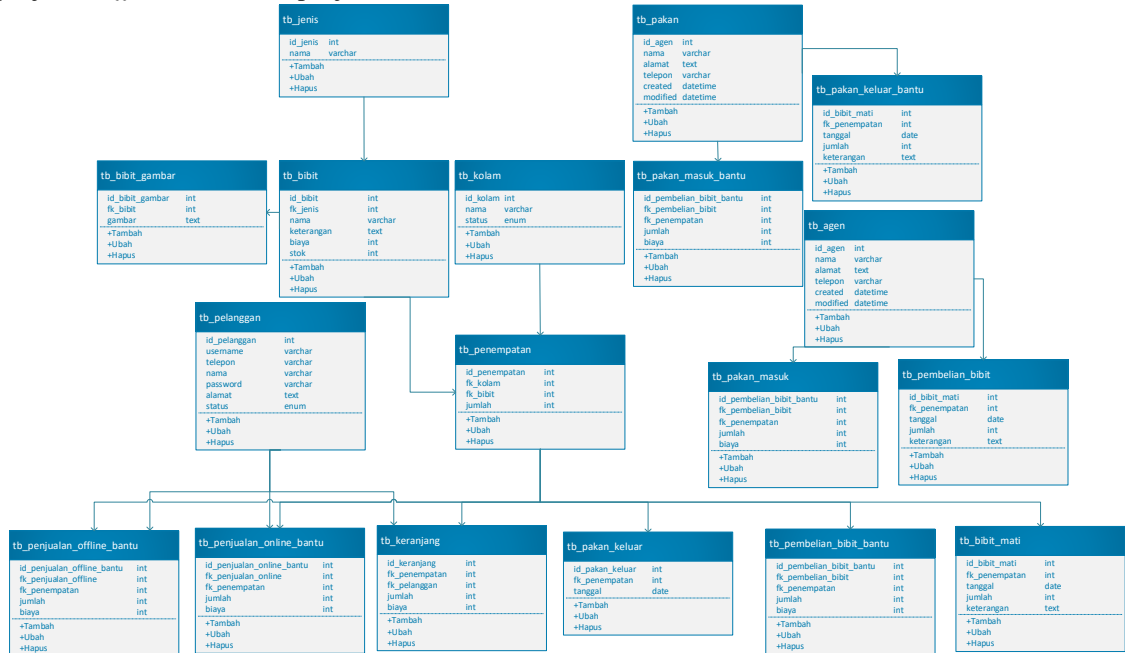 tb_jenis
id_jenis int
nama varchar
+Tambah
+Ubah
+Hapus
tb_pakan
id_agen int
nama varchar
alamat text
telepon varchar
created datetime
modified datetime
+Tambah
+Ubah
+Hapus
tb_pakan_keluar_bantu
id_bibit_mati int
fk_penempatan int
tanggal date
jumlah int
keterangan text
+Tambah
+Ubah
+Hapus
tb_bibit_gambar
id_bibit_gambar int
fk_bibit int
gambar text
+Tambah
+Ubah
+Hapus
tb_bibit
id_bibit int
fk_jenis int
nama varchar
keterangan text
biaya int
stok int
+Tambah
+Ubah
+Hapus
tb_kolam
id_kolam int
nama varchar
status enum
+Tambah
+Ubah
+Hapus
tb_pakan_masuk_bantu
id_pembelian_bibit_bantu int
fk_pembelian_bibit int
fk_penempatan int
jumlah int
biaya int
+Tambah
+Ubah
+Hapus
tb_agen
id_agen int
nama varchar
alamat text
telepon varchar
created datetime
modified datetime
+Tambah
+Ubah
+Hapus
tb_pelanggan
id_pelanggan int
username varchar
telepon varchar
nama varchar
password varchar
alamat text
status enum
+Tambah
+Ubah
+Hapus
tb_penempatan
id_penempatan int
fk_kolam int
fk_bibit int
jumlah int
+Tambah
+Ubah
+Hapus
tb_pakan_masuk
id_pembelian_bibit_bantu int
fk_pembelian_bibit int
fk_penempatan int
jumlah int
biaya int
+Tambah
+Ubah
+Hapus
tb_pembelian_bibit
id_bibit_mati int
fk_penempatan int
tanggal date
jumlah int
keterangan text
+Tambah
+Ubah
+Hapus
tb_penjualan_offline_bantu
id_penjualan_offline_bantu int
fk_penjualan_offline int
fk_penempatan int
jumlah int
biaya int
+Tambah
+Ubah
+Hapus
tb_penjualan_online_bantu
id_penjualan_online_bantu int
fk_penjualan_online int
fk_penempatan int
jumlah int
biaya int
+Tambah
+Ubah
+Hapus
tb_keranjang
id_keranjang int
fk_penempatan int
fk_pelanggan int
jumlah int
biaya int
+Tambah
+Ubah
+Hapus
tb_pakan_keluar
id_pakan_keluar int
fk_penempatan int
tanggal date
+Tambah
+Ubah
+Hapus
tb_pembelian_bibit_bantu
id_pembelian_bibit_bantu int
fk_pembelian_bibit int
fk_penempatan int
jumlah int
biaya int
+Tambah
+Ubah
+Hapus
tb_bibit_mati
id_bibit_mati int
fk_penempatan int
tanggal date
jumlah int
keterangan text
+Tambah
+Ubah
+Hapus